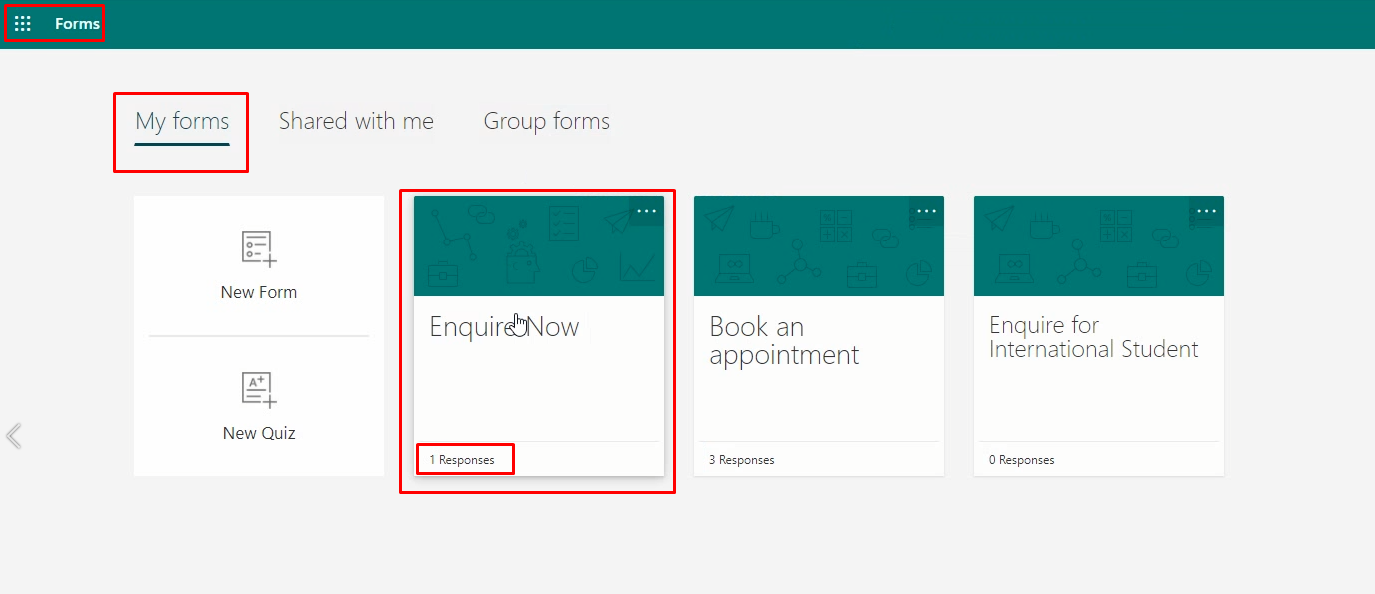 Forms
My forms
Shared with me
Group forms
New Form
New Quiz
Enquire Now
1 Responses
Book an
appointment
3 Responses
Enquire for
International Student
0 Responses